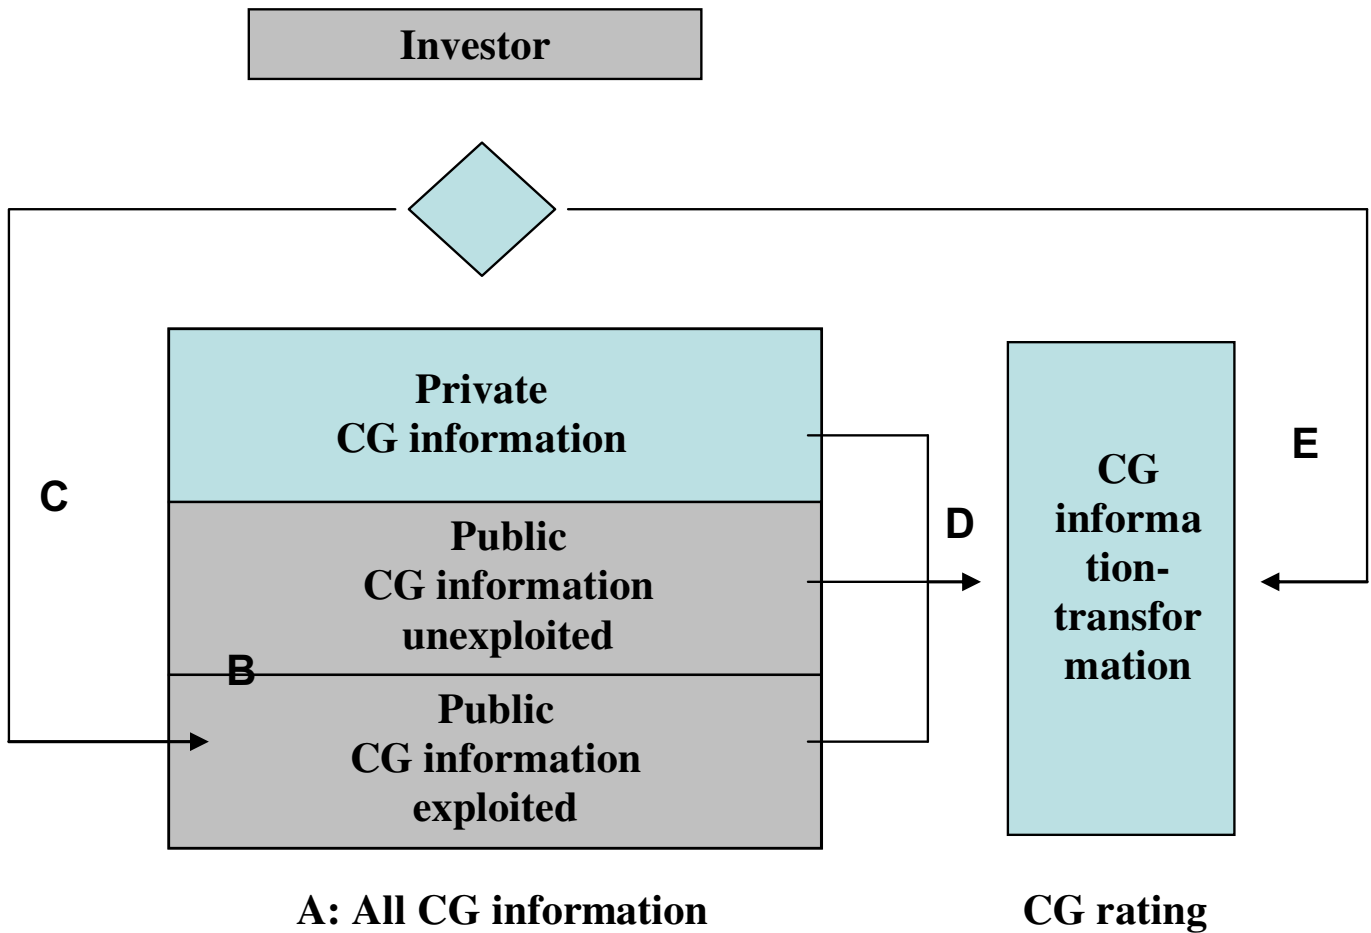 Investor
Private
CG information
C
Public
CG information
unexploited
B
Public
CG information
exploited
D
CG
informa
tion-
transfor
mation
E
A: All CG information
CG rating